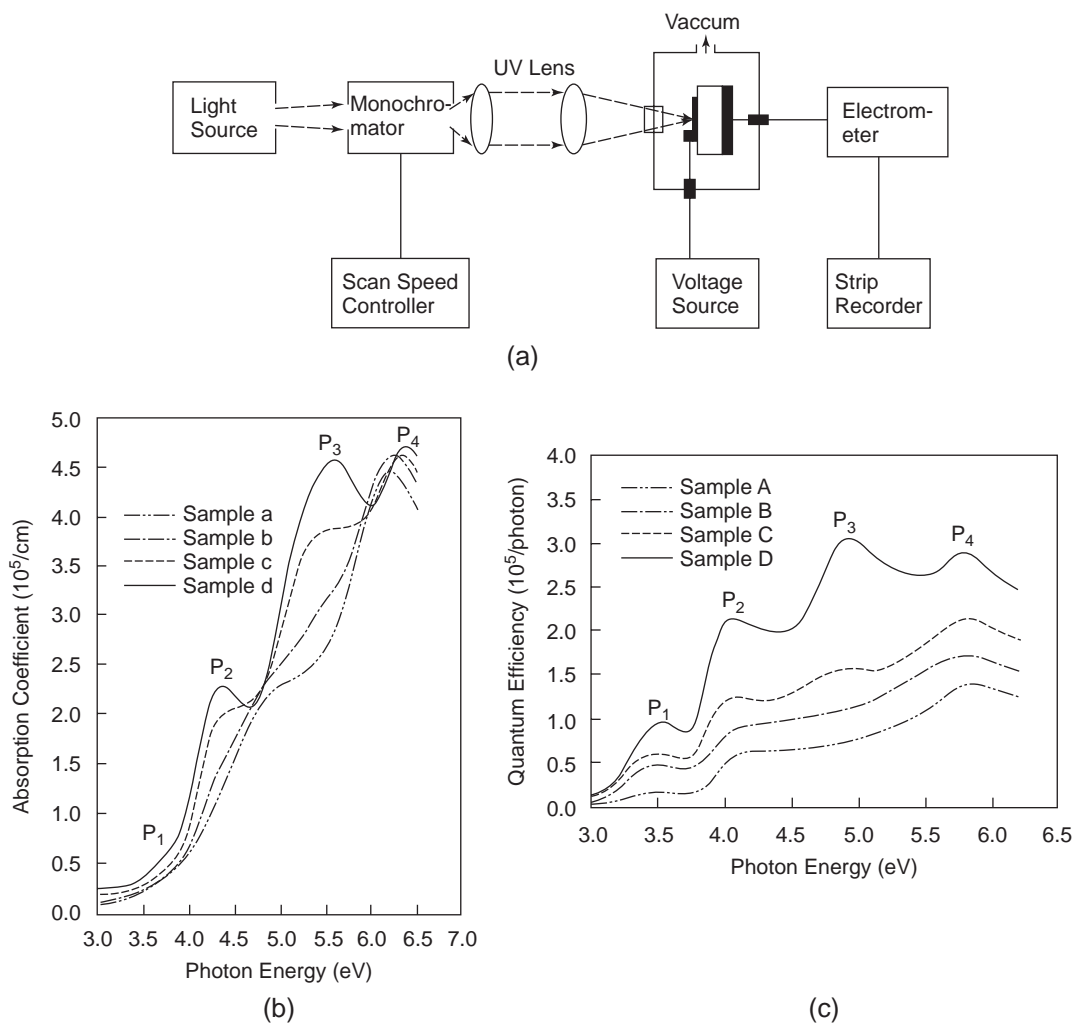 Vaccum
UV Lens
Light
Source
Monochro-
mator
Electrom-
eter
Scan Speed
Controller
Voltage
Source
Strip
Recorder
(a)
Absorption Coefficient (10⁵/cm)
5.0
4.5
4.0
3.5
3.0
2.5
2.0
1.5
1.0
0.5
0.0
P₁
P₂
P₃
P₄
Sample a
Sample b
Sample c
Sample d
3.0 3.5 4.0 4.5 5.0 5.5 6.0 6.5 7.0
Photon Energy (eV)
(b)
Quantum Efficiency (10⁵/photon)
4.0
3.5
3.0
2.5
2.0
1.5
1.0
0.5
0.0
Sample A
Sample B
Sample C
Sample D
P₁
P₂
P₃
P₄
3.0 3.5 4.0 4.5 5.0 5.5 6.0 6.5
Photon Energy (eV)
(c)